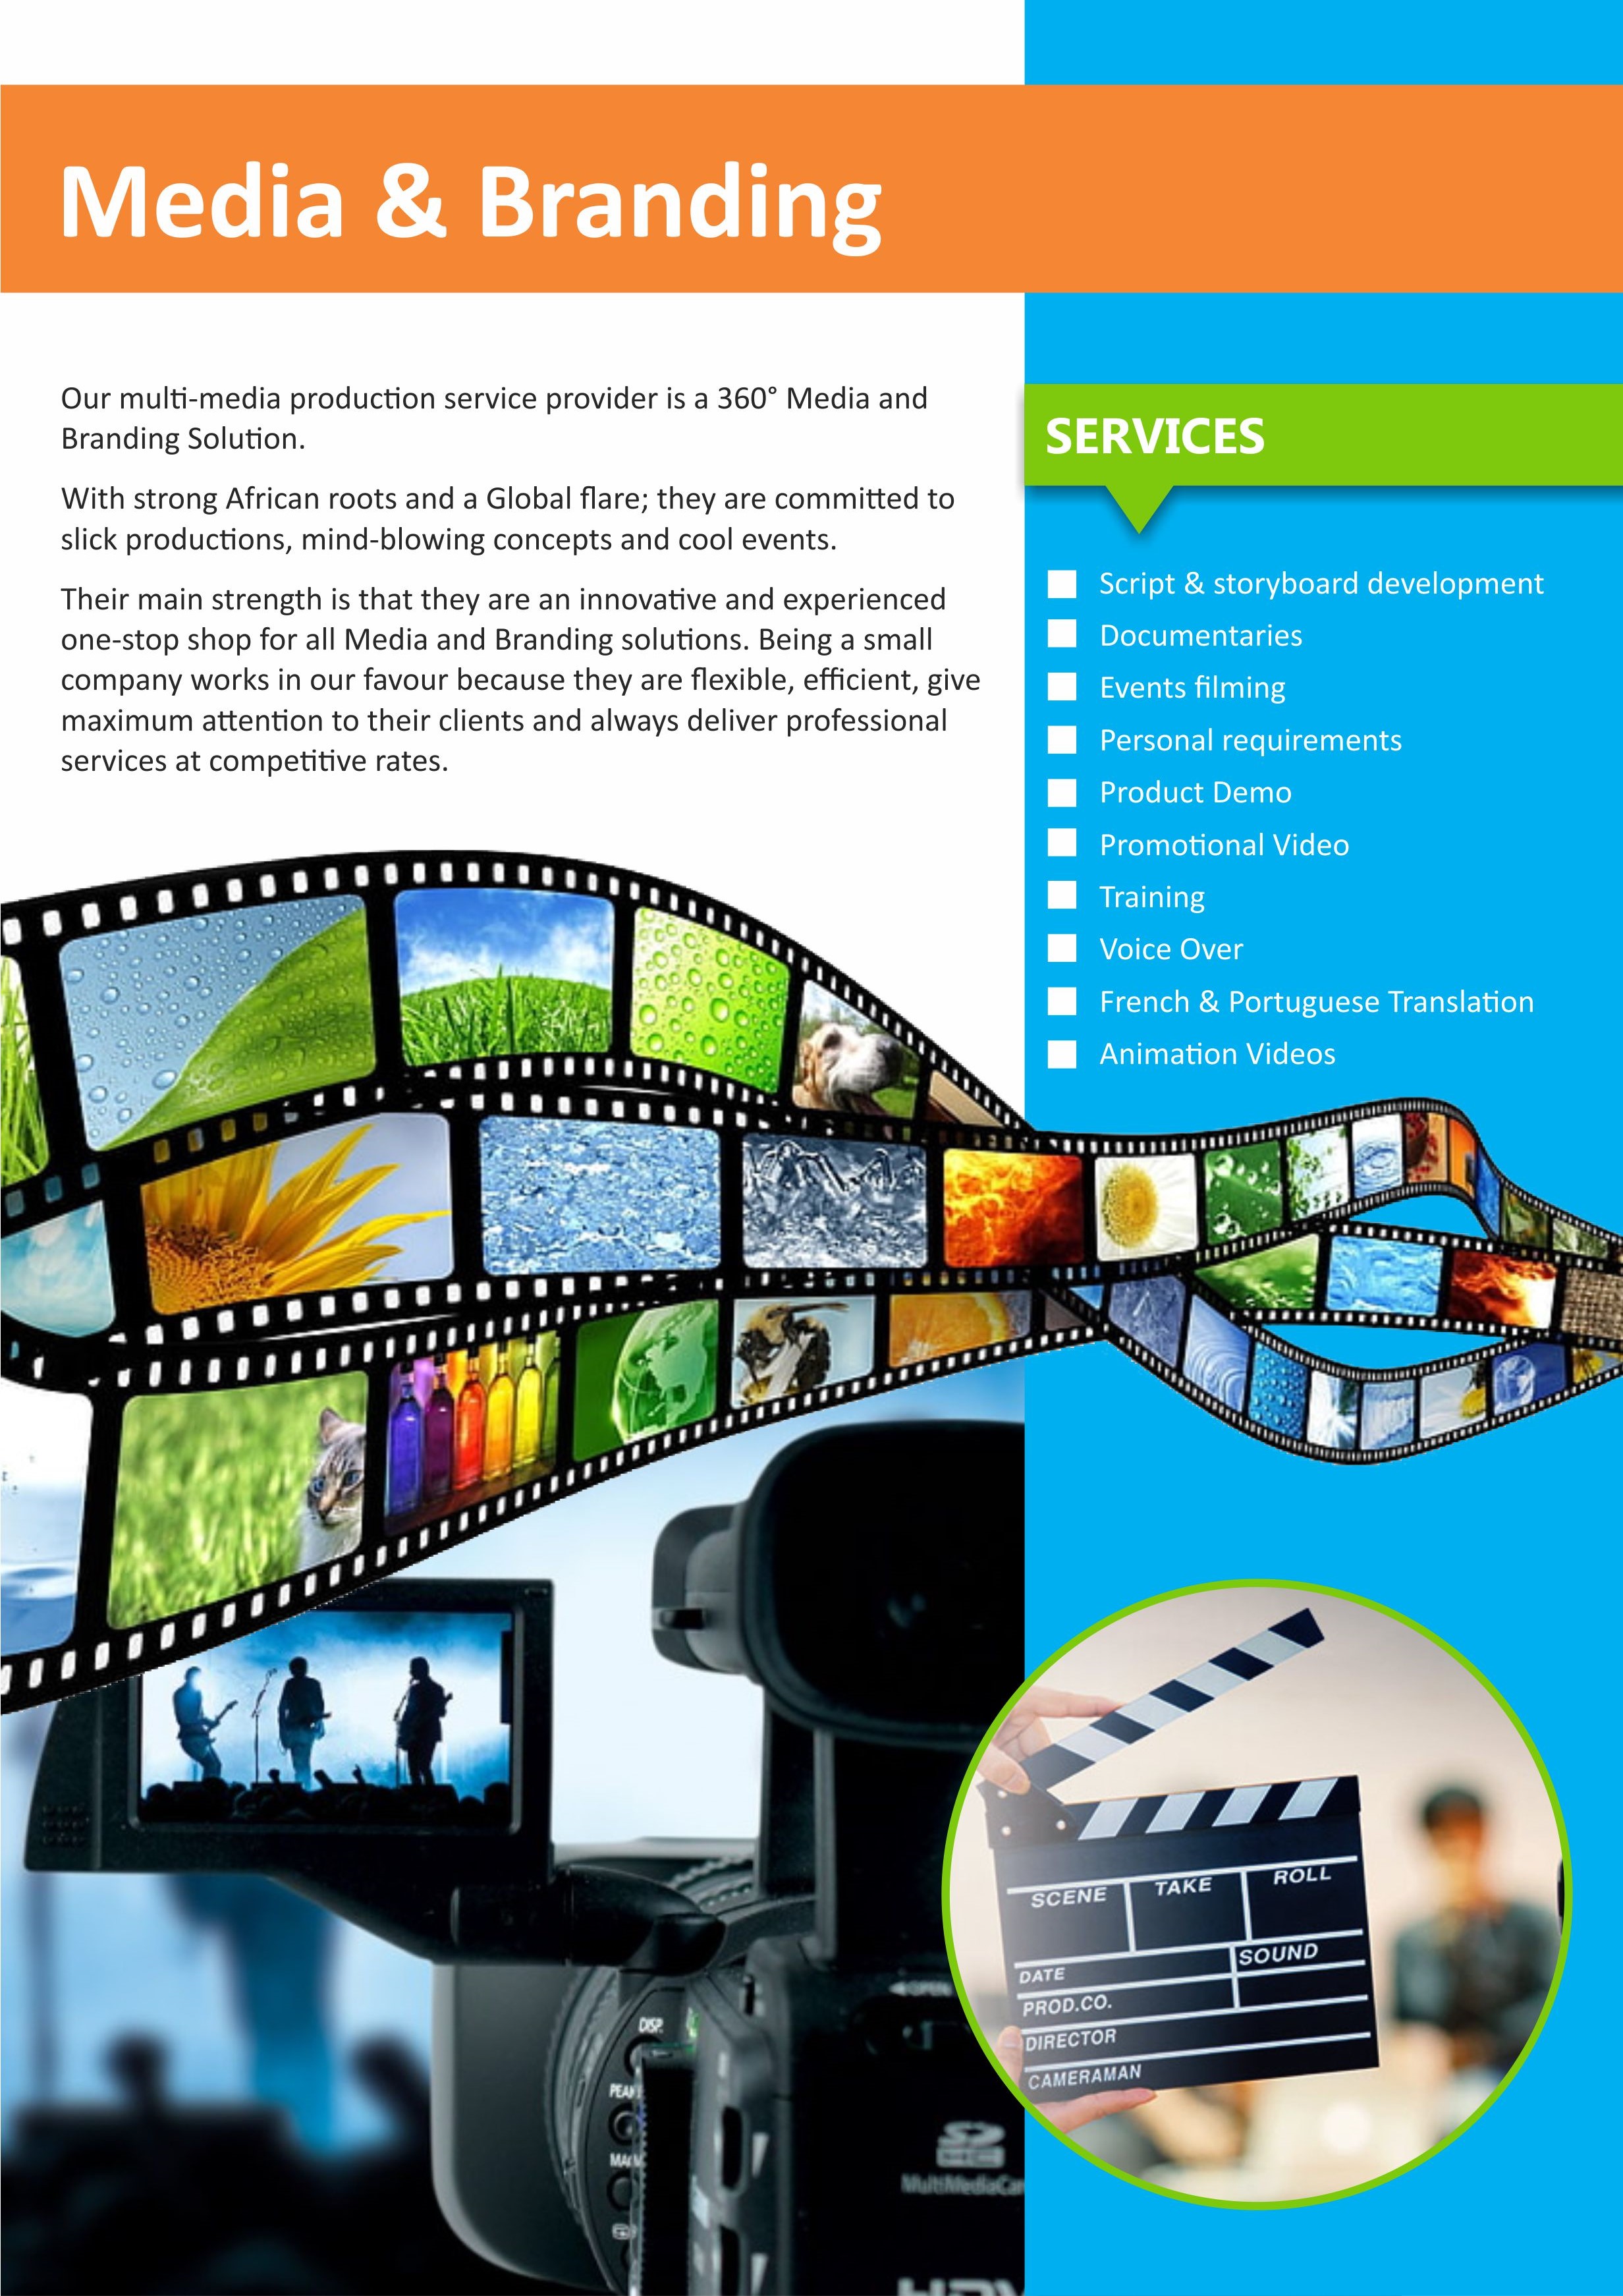 Media & Branding
Our multi-media production service provider is a 360° Media and
Branding Solution.
With strong African roots and a Global flare; they are committed to
slick productions, mind-blowing concepts and cool events.
Their main strength is that they are an innovative and experienced
one-stop shop for all Media and Branding solutions. Being a small
company works in our favour because they are flexible, efficient, give
maximum attention to their clients and always deliver professional
services at competitive rates.
SERVICES
Script & storyboard development
Documentaries
Events filming
Personal requirements
Product Demo
Promotional Video
Training
Voice Over
French & Portuguese Translation
Animation Videos
SCENE TAKE ROLL
DATE SOUND
PROD.CO.
DIRECTOR
CAMERAMAN
OPEN
DISP.